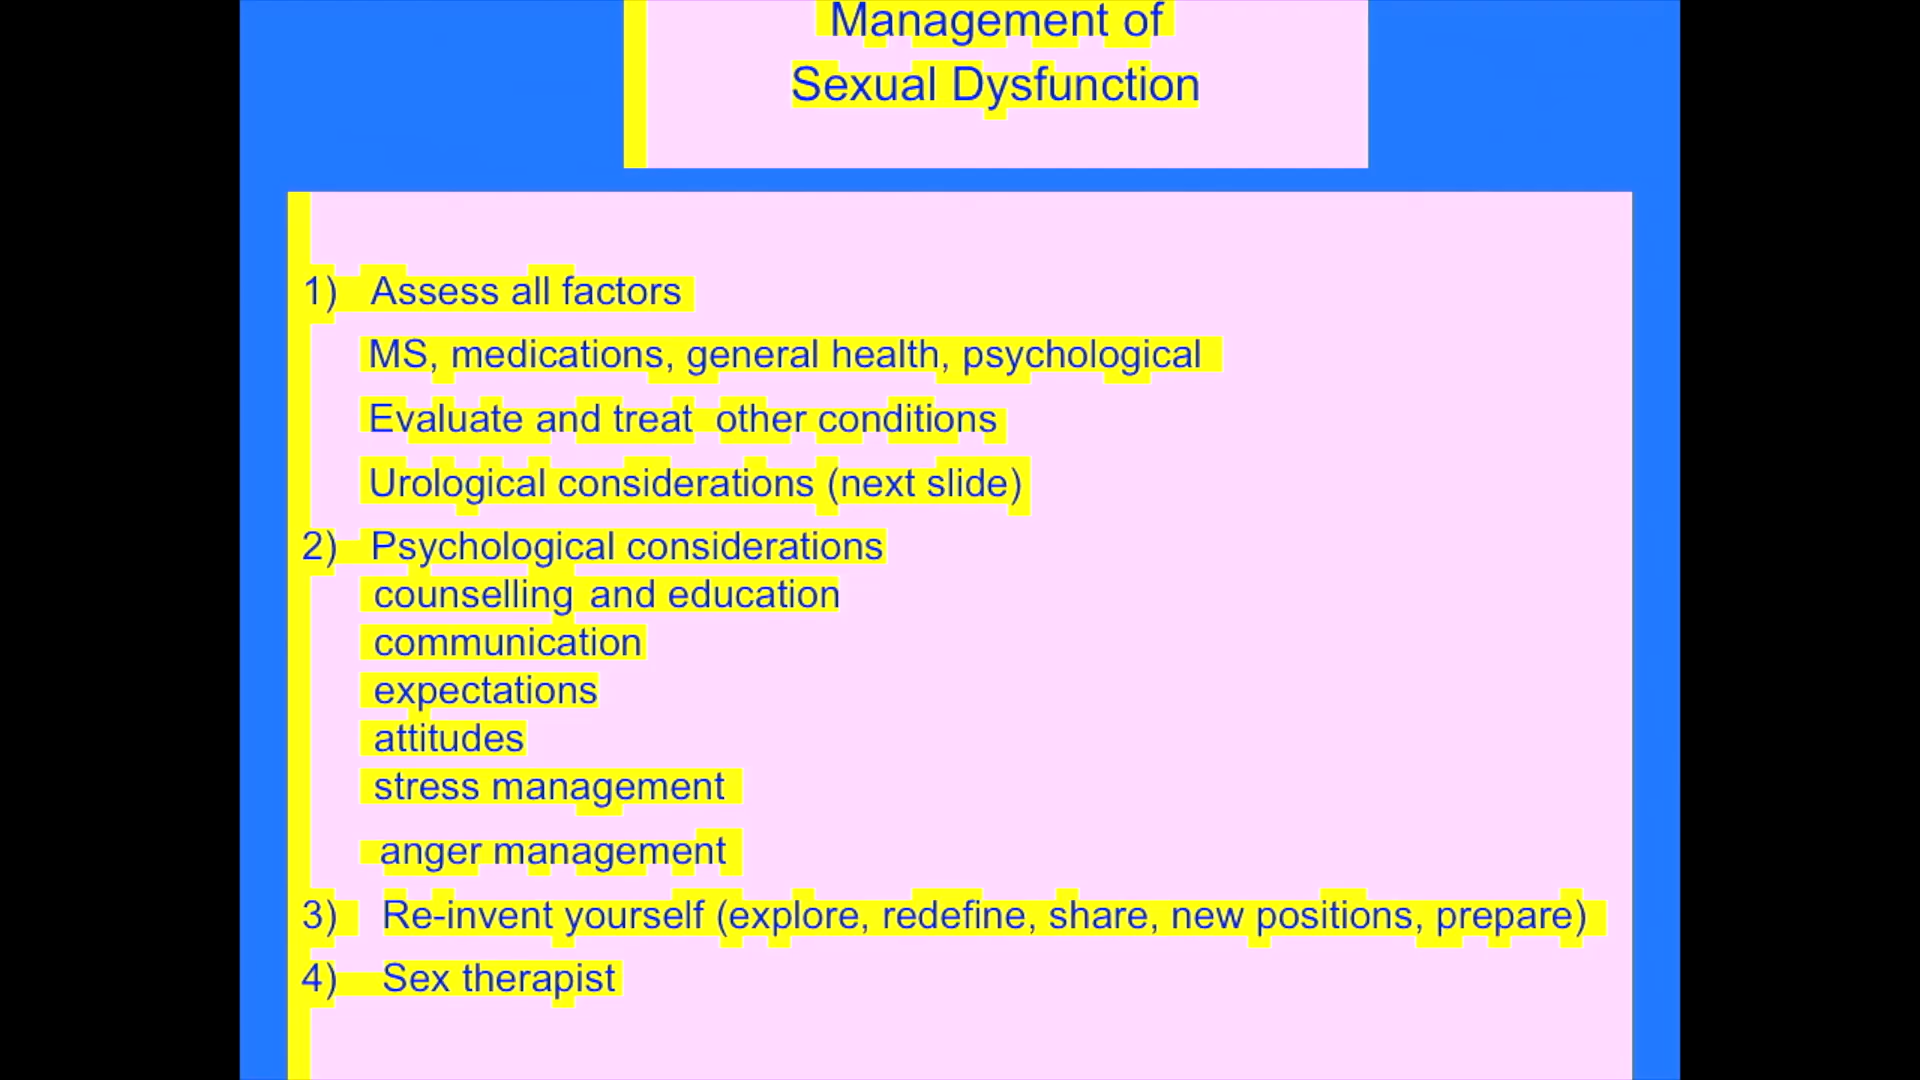 Management of
Sexual Dysfunction
1) Assess all factors
MS, medications, general health, psychological
Evaluate and treat other conditions
Urological considerations (next slide)
2) Psychological considerations
counselling and education
communication
expectations
attitudes
stress management
anger management
3) Re-invent yourself (explore, redefine, share, new positions, prepare)
4) Sex therapist